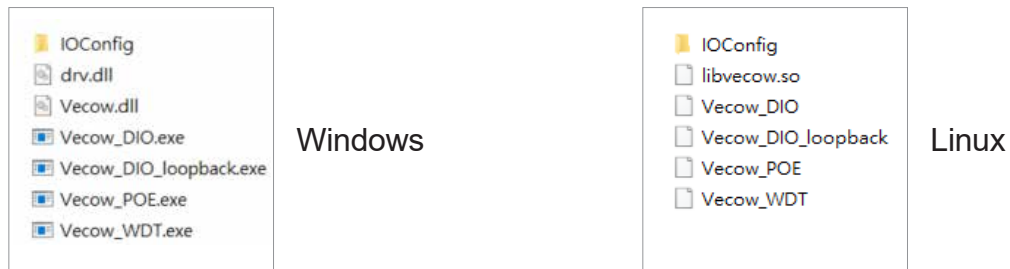 IOConfig
drv.dll
Vecow.dll
Vecow_DIO.exe
Vecow_DIO_loopback.exe
Vecow_POE.exe
Vecow_WDT.exe
Windows
IOConfig
libvecow.so
Vecow_DIO
Vecow_DIO_loopback
Vecow_POE
Vecow_WDT
Linux